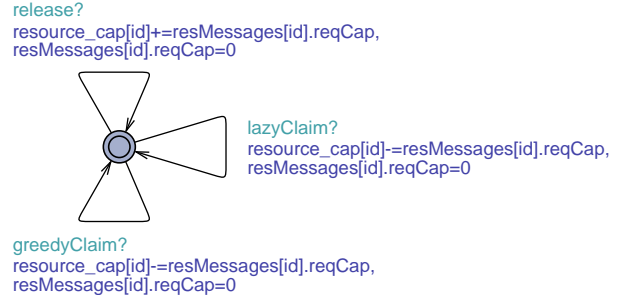 release?
resource_cap[id]+=resMessages[id].reqCap,
resMessages[id].reqCap=0
lazyClaim?
resource_cap[id]-=resMessages[id].reqCap,
resMessages[id].reqCap=0
greedyClaim?
resource_cap[id]-=resMessages[id].reqCap,
resMessages[id].reqCap=0